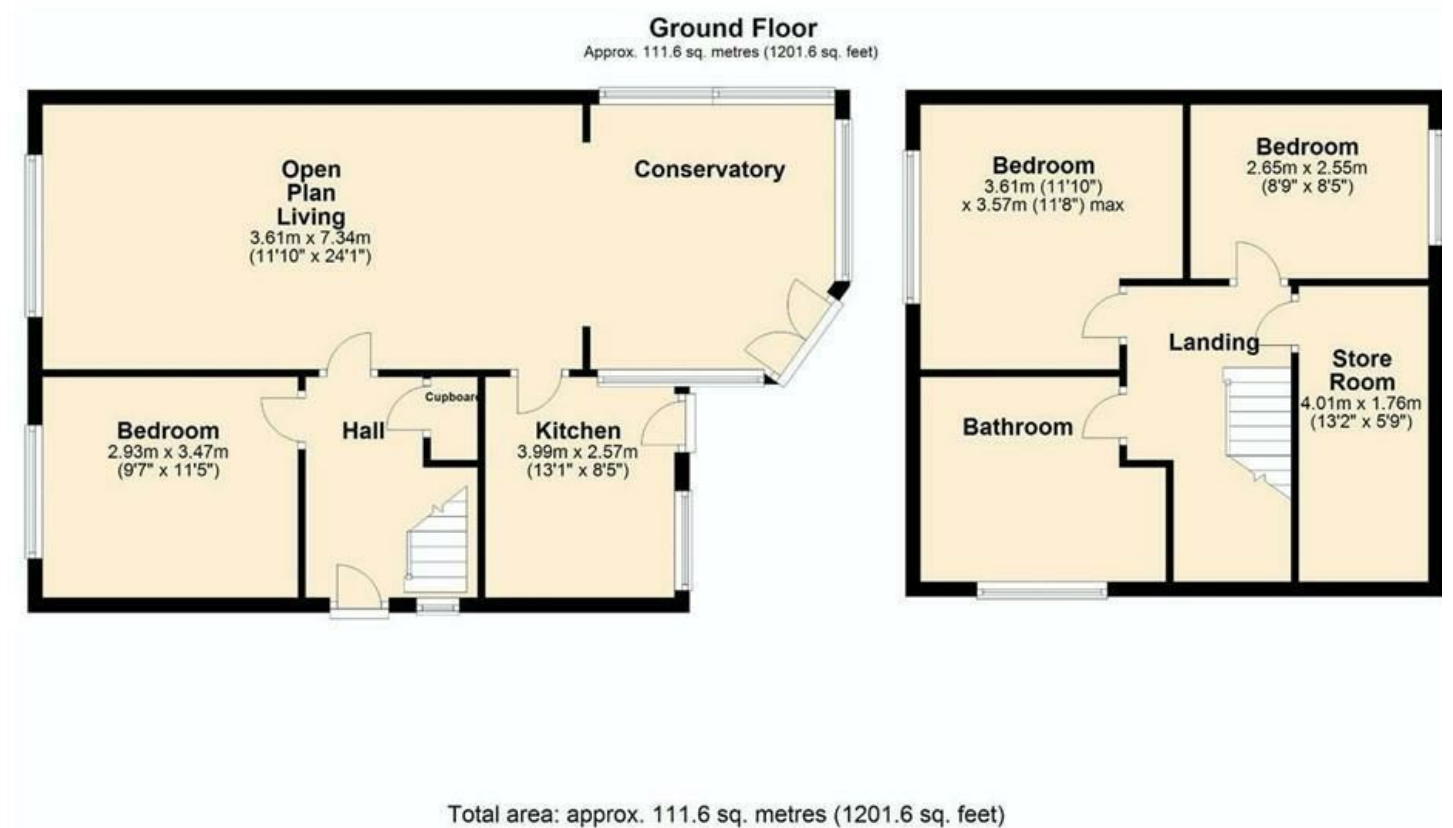 Ground Floor
Approx. 111.6 sq. metres (1201.6 sq. feet)
Open
Plan
Living
3.61m x 7.34m
(11'10" x 24'1")
Conservatory
Bedroom
2.93m x 3.47m
(9'7" x 11'5")
Hall
Cupboard
Kitchen
3.99m x 2.57m
(13'1" x 8'5")
Bedroom
3.61m (11'10")
x 3.57m (11'8") max
Bedroom
2.65m x 2.55m
(8'9" x 8'5")
Landing
Store
Room
4.01m x 1.76m
(13'2" x 5'9")
Bathroom
Total area: approx. 111.6 sq. metres (1201.6 sq. feet)